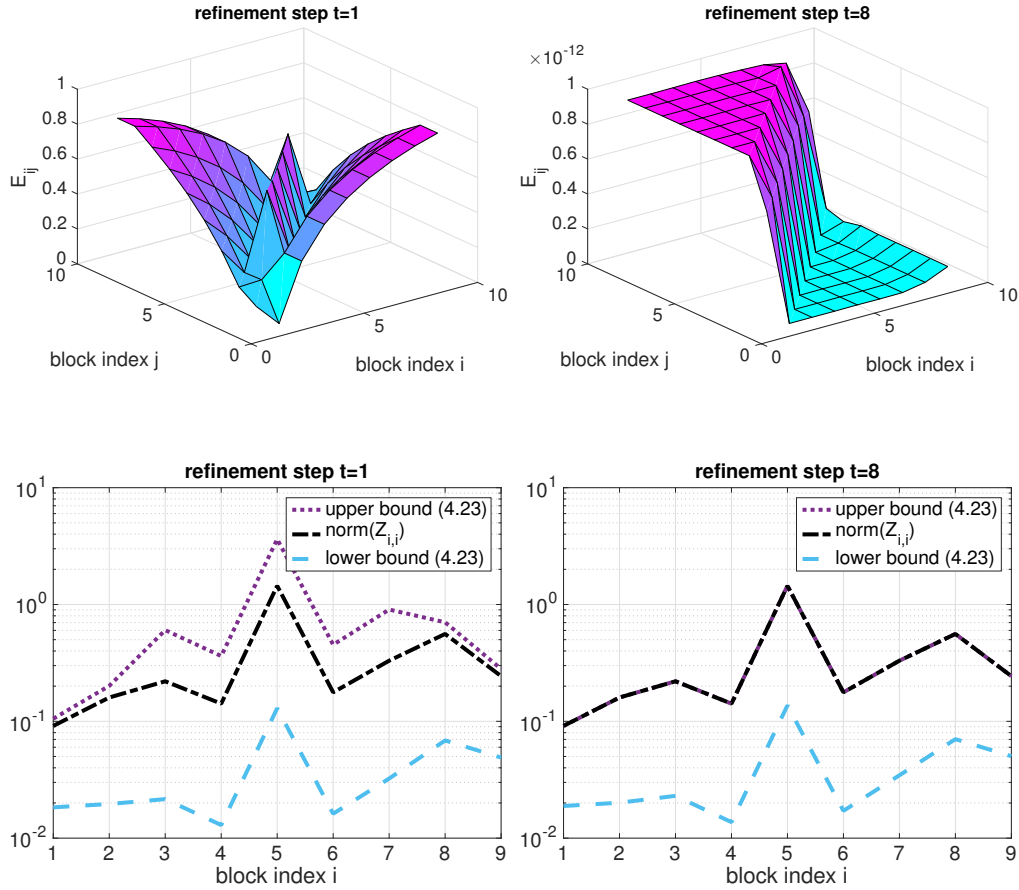 refinement step t=1
1
0.8
0.6
0.4
0.2
0
E_ij
10
5
0
block index j
0
5
10
block index i
refinement step t=8
×10^-12
1
0.8
0.6
0.4
0.2
0
E_ij
10
5
0
block index j
0
5
10
block index i
refinement step t=1
10^1
10^0
10^-1
10^-2
upper bound (4.23)
norm(Z_i,i)
lower bound (4.23)
1 2 3 4 5 6 7 8 9
block index i
refinement step t=8
10^1
10^0
10^-1
10^-2
upper bound (4.23)
norm(Z_i,i)
lower bound (4.23)
1 2 3 4 5 6 7 8 9
block index i